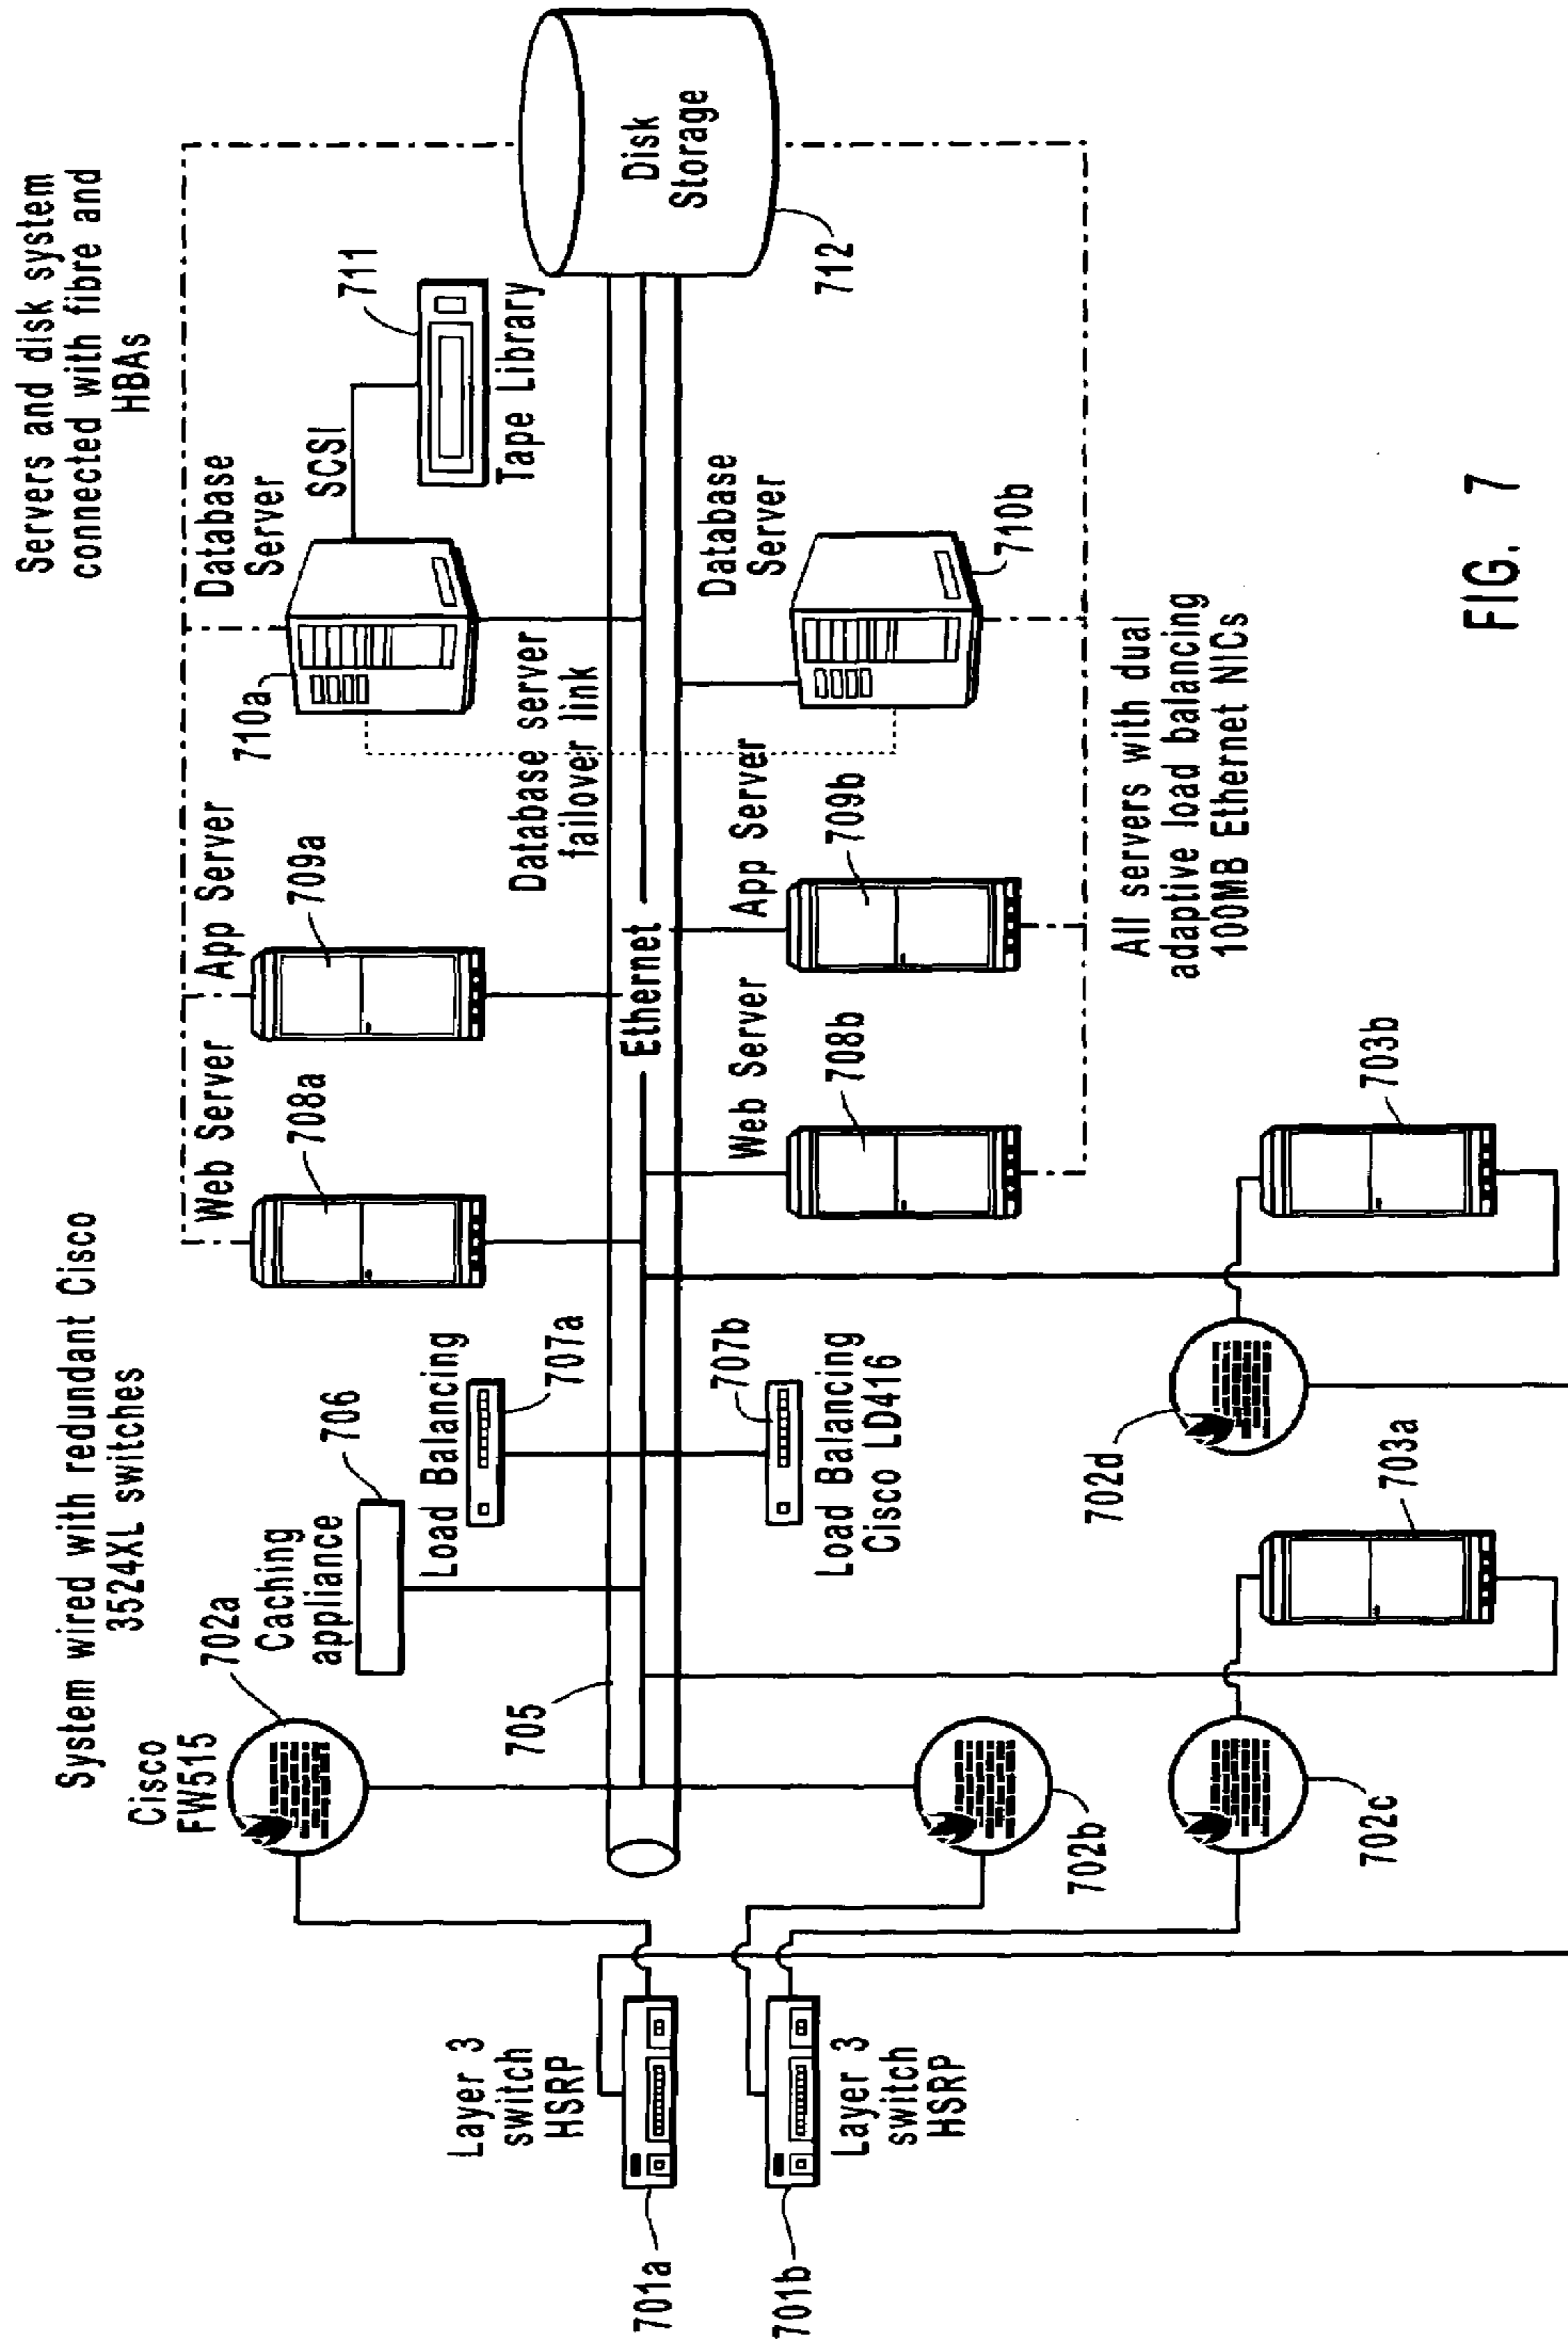 Servers and disk system
connected with fibre and
HBAs
System wired with redundant Cisco
3524XL switches
Cisco
FW515
702a
Caching
appliance
706
Load Balancing
707a
Web Server
708a
App Server
709a
710a
Database
Server
SCSI
711
Tape Library
Database server
failover link
Layer 3
switch
HSRP
701a
705
Ethernet
Disk
Storage
712
701b
Layer 3
switch
HSRP
707b
Load Balancing
Cisco LD416
Web Server
708b
App Server
709b
Database
Server
710b
702b
All servers with dual
adaptive load balancing
100MB Ethernet NICs
702c
702d
703a
703b
FIG. 7